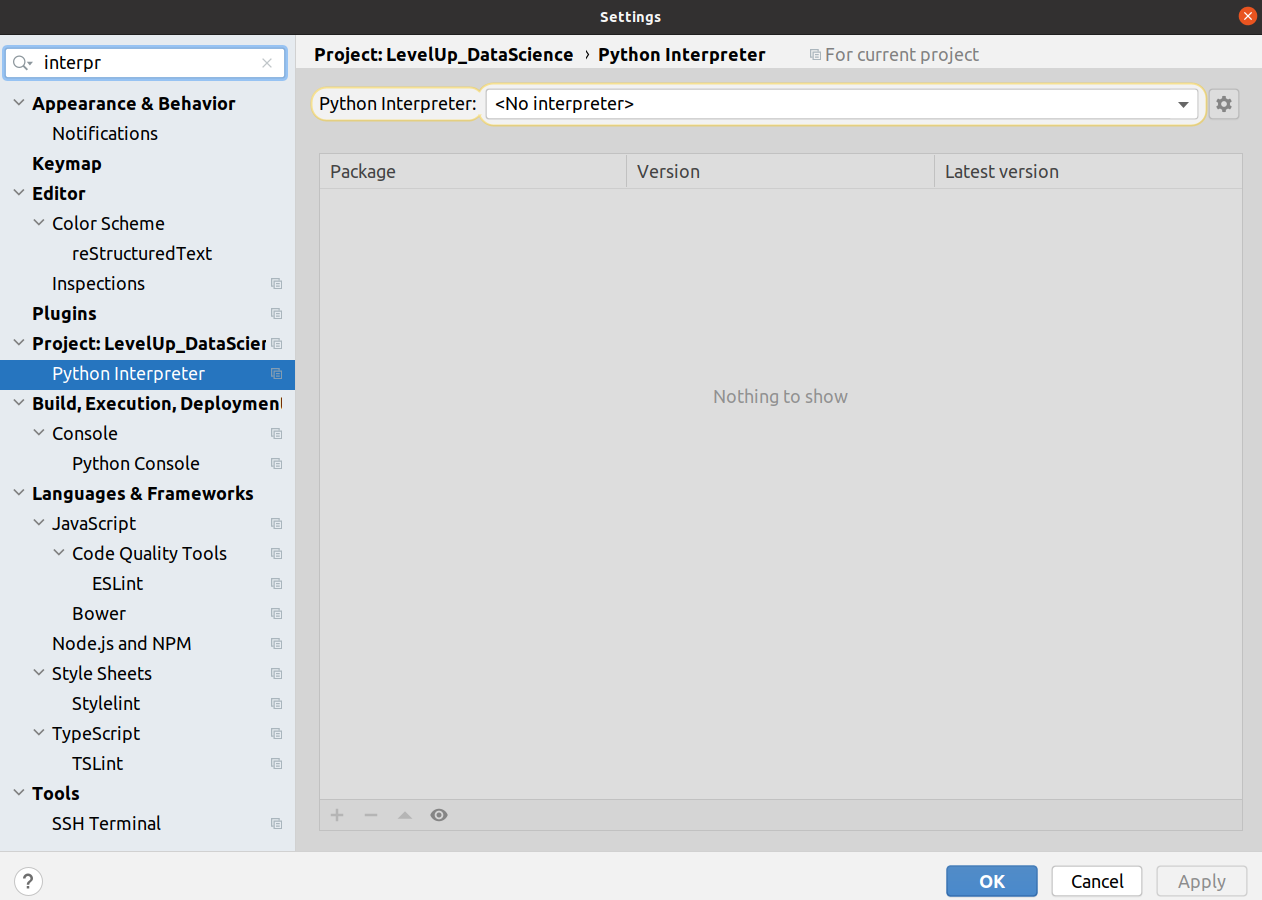 Settings
interpr
Appearance & Behavior
Notifications
Keymap
Editor
Color Scheme
reStructuredText
Inspections
Plugins
Project: LevelUp_DataScien
Python Interpreter
Build, Execution, Deployment
Console
Python Console
Languages & Frameworks
JavaScript
Code Quality Tools
ESLint
Bower
Node.js and NPM
Style Sheets
Stylelint
TypeScript
TSLint
Tools
SSH Terminal
Project: LevelUp_DataScience › Python Interpreter For current project
Python Interpreter: <No interpreter>
Package Version Latest version
Nothing to show
? OK Cancel Apply